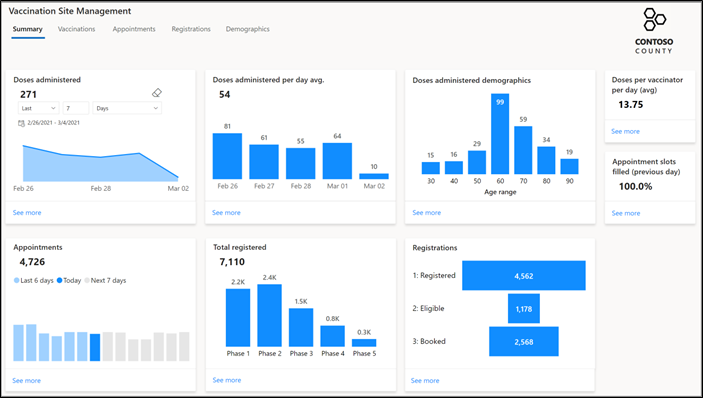 Vaccination Site Management
Summary Vaccinations Appointments Registrations Demographics
CONTOSO
COUNTY
Doses administered
271
Last 7 Days
2/26/2021 - 3/4/2021
Feb 26 Feb 28 Mar 02
See more
Doses administered per day avg.
54
81 61 55 64 10
Feb 26 Feb 27 Feb 28 Mar 01 Mar 02
See more
Doses administered demographics
15 16 29 99 59 34 19
30 40 50 60 70 80 90
Age range
See more
Doses per vaccinator
per day (avg)
13.75
See more
Appointment slots
filled (previous day)
100.0%
See more
Appointments
4,726
Last 6 days Today Next 7 days
See more
Total registered
7,110
2.2K 2.4K 1.5K 0.8K 0.3K
Phase 1 Phase 2 Phase 3 Phase 4 Phase 5
See more
Registrations
1: Registered 4,562
2: Eligible 1,178
3: Booked 2,568
See more